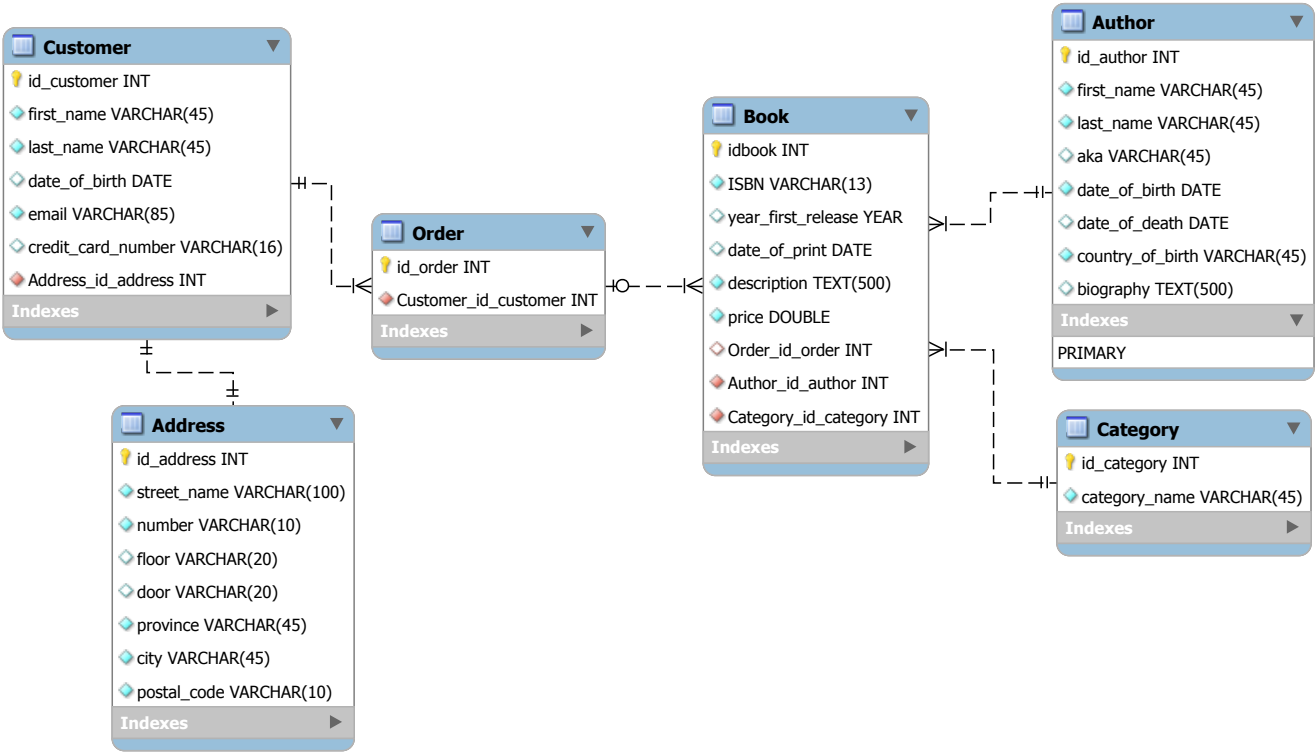 Customer
id_customer INT
first_name VARCHAR(45)
last_name VARCHAR(45)
date_of_birth DATE
email VARCHAR(85)
credit_card_number VARCHAR(16)
Address_id_address INT
Indexes
Address
id_address INT
street_name VARCHAR(100)
number VARCHAR(10)
floor VARCHAR(20)
door VARCHAR(20)
province VARCHAR(45)
city VARCHAR(45)
postal_code VARCHAR(10)
Indexes
Order
id_order INT
Customer_id_customer INT
Indexes
Book
idbook INT
ISBN VARCHAR(13)
year_first_release YEAR
date_of_print DATE
description TEXT(500)
price DOUBLE
Order_id_order INT
Author_id_author INT
Category_id_category INT
Indexes
Author
id_author INT
first_name VARCHAR(45)
last_name VARCHAR(45)
aka VARCHAR(45)
date_of_birth DATE
date_of_death DATE
country_of_birth VARCHAR(45)
biography TEXT(500)
Indexes
PRIMARY
Category
id_category INT
category_name VARCHAR(45)
Indexes